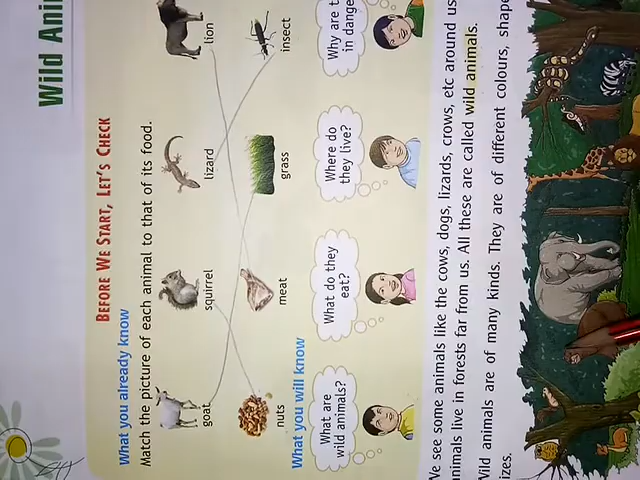 Wild Ani
BEFORE WE START, LET'S CHECK
What you already know
Match the picture of each animal to that of its food.
goat squirrel lizard lion
nuts meat grass insect
What you will know
What are
wild animals?
What do they
eat?
Where do
they live?
Why are t
in dange
We see some animals like the cows, dogs, lizards, crows, etc around us
animals live in forests far from us. All these are called wild animals.
Wild animals are of many kinds. They are of different colours, shape
izes.